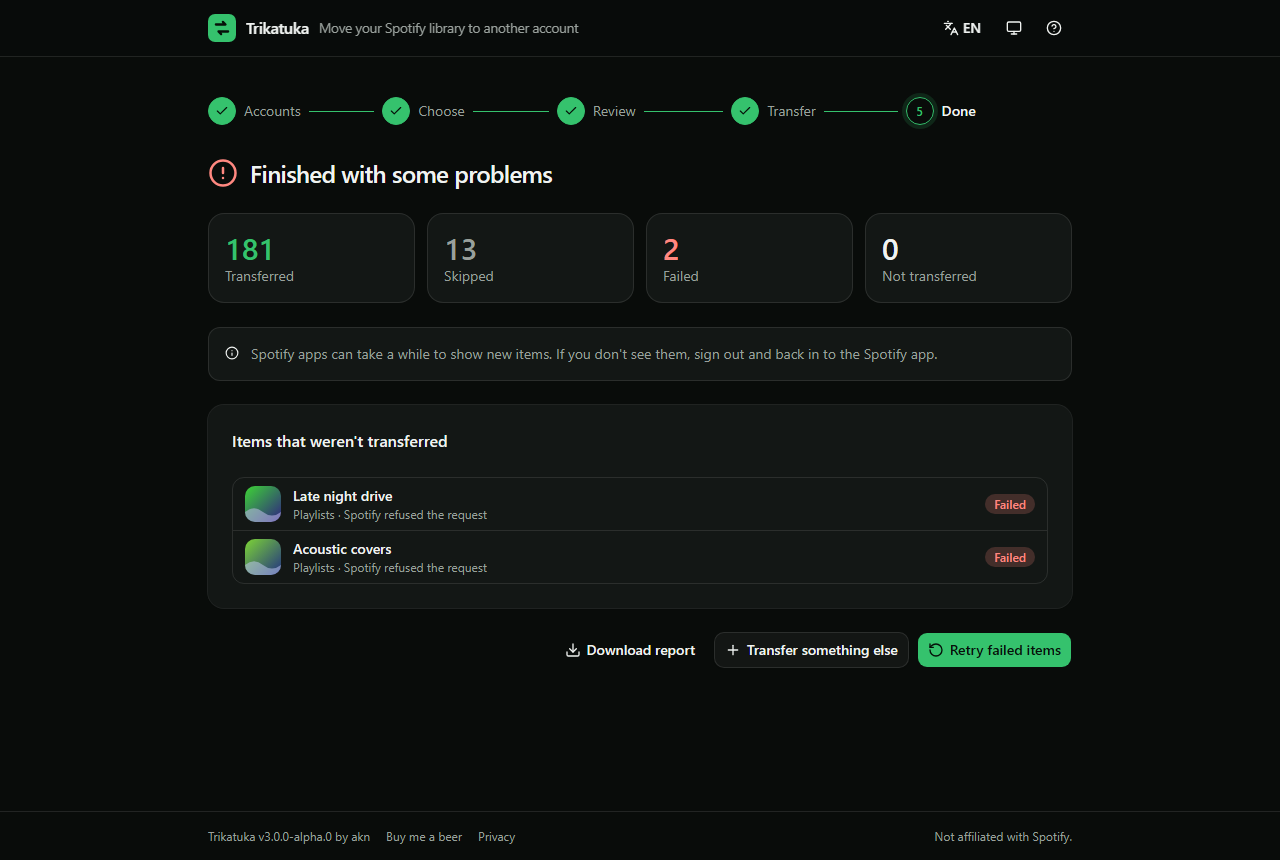 Trikatuka Move your Spotify library to another account EN
Accounts Choose Review Transfer 5 Done
Finished with some problems
181 13 2 0
Transferred Skipped Failed Not transferred
Spotify apps can take a while to show new items. If you don't see them, sign out and back in to the Spotify app.
Items that weren't transferred
Late night drive
Playlists · Spotify refused the request
Failed
Acoustic covers
Playlists · Spotify refused the request
Failed
Download report Transfer something else Retry failed items
Trikatuka v3.0.0-alpha.0 by akn Buy me a beer Privacy Not affiliated with Spotify.